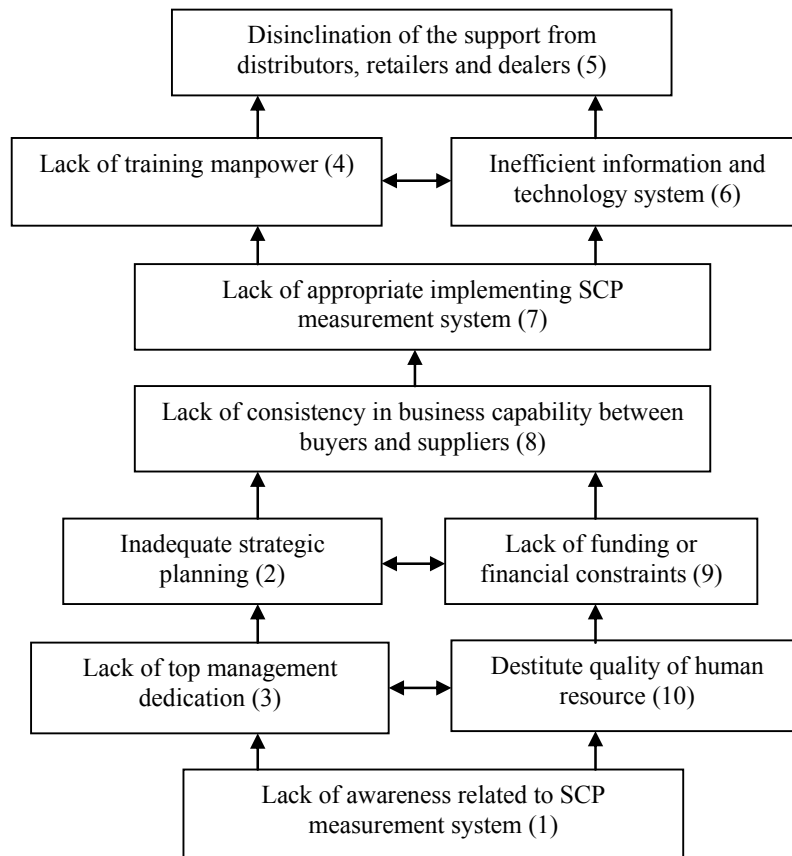 Disinclination of the support from
distributors, retailers and dealers (5)
Lack of training manpower (4)
Inefficient information and
technology system (6)
Lack of appropriate implementing SCP
measurement system (7)
Lack of consistency in business capability between
buyers and suppliers (8)
Inadequate strategic
planning (2)
Lack of funding or
financial constraints (9)
Lack of top management
dedication (3)
Destitute quality of human
resource (10)
Lack of awareness related to SCP
measurement system (1)